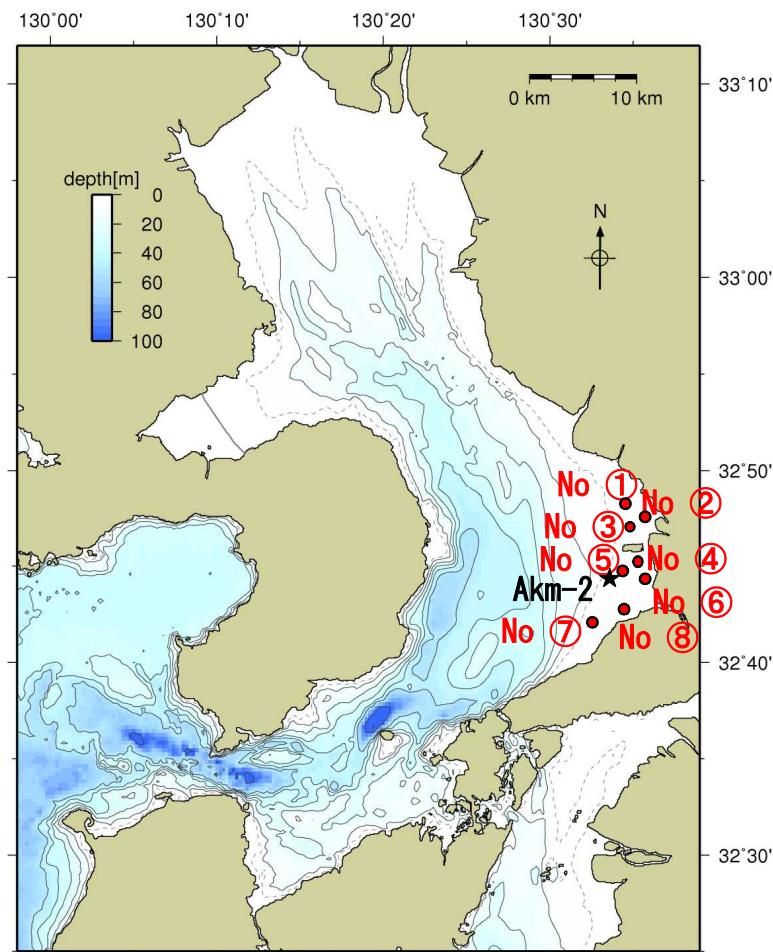 130°00' 130°10' 130°20' 130°30'
33°10'
0 km 10 km
depth[m]
0
20
40
60
80
100
N
33°00'
32°50'
No ①
No ②
No ③
No ⑤
No ④
Akm-2
No ⑥
No ⑦
No ⑧
32°40'
32°30'